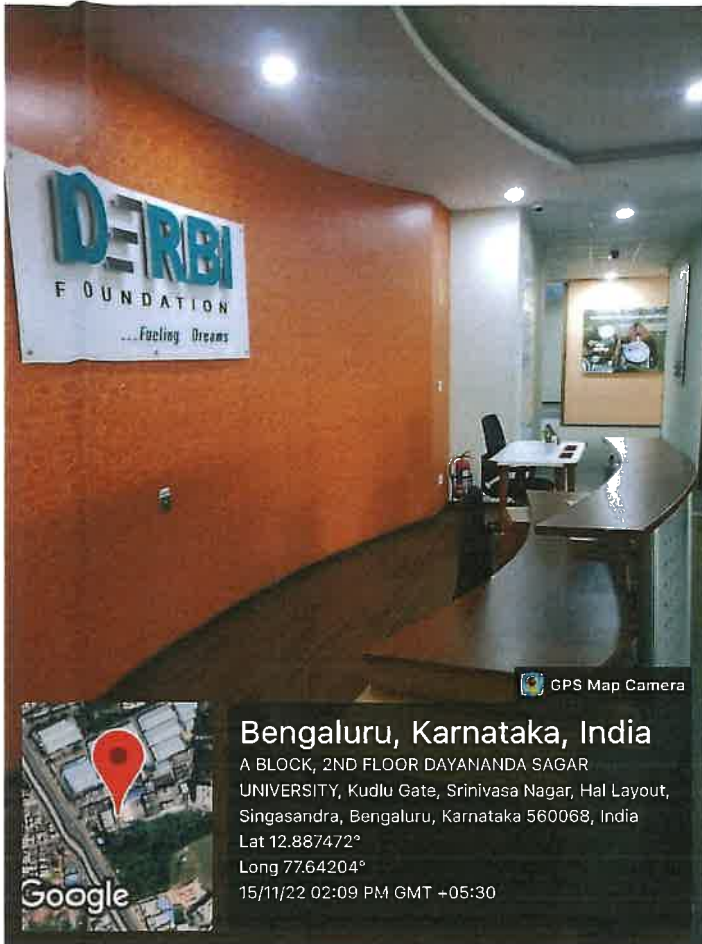 DERBI
FOUNDATION
...Fueling Dreams
GPS Map Camera
Bengaluru, Karnataka, India
A BLOCK, 2ND FLOOR DAYANANDA SAGAR
UNIVERSITY, Kudlu Gate, Srinivasa Nagar, Hal Layout,
Singasandra, Bengaluru, Karnataka 560068, India
Lat 12.887472°
Long 77.64204°
15/11/22 02:09 PM GMT +05:30
Google